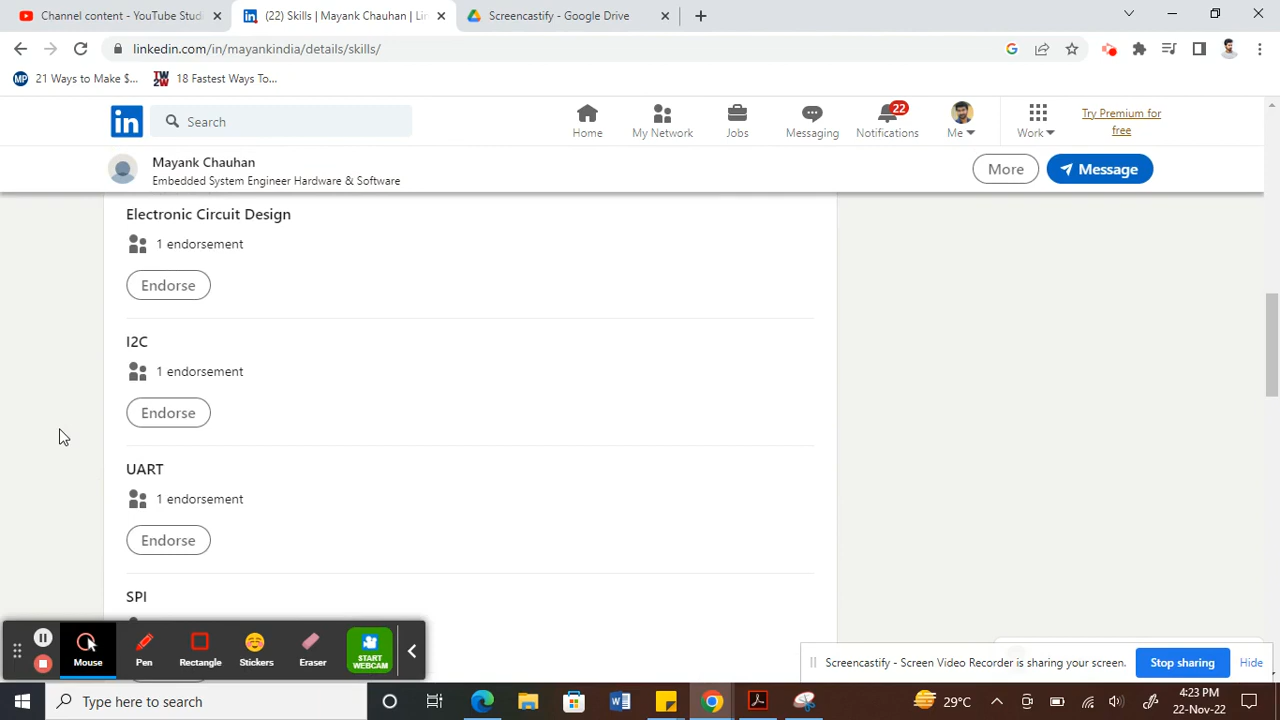 Channel content - YouTube Studi
(22) Skills | Mayank Chauhan | Lin
Screencastify - Google Drive
linkedin.com/in/mayankindia/details/skills/
MP 21 Ways to Make $...
18 Fastest Ways To...
in
Search
Home
My Network
Jobs
Messaging
22
Notifications
Me
Work
Try Premium for
free
Mayank Chauhan
Embedded System Engineer Hardware & Software
More
Message
Electronic Circuit Design
1 endorsement
Endorse
I2C
1 endorsement
Endorse
UART
1 endorsement
Endorse
SPI
Mouse
Pen
Rectangle
Stickers
Eraser
START
WEBCAM
Screencastify - Screen Video Recorder is sharing your screen.
Stop sharing
Hide
Type here to search
29°C
4:23 PM
22-Nov-22